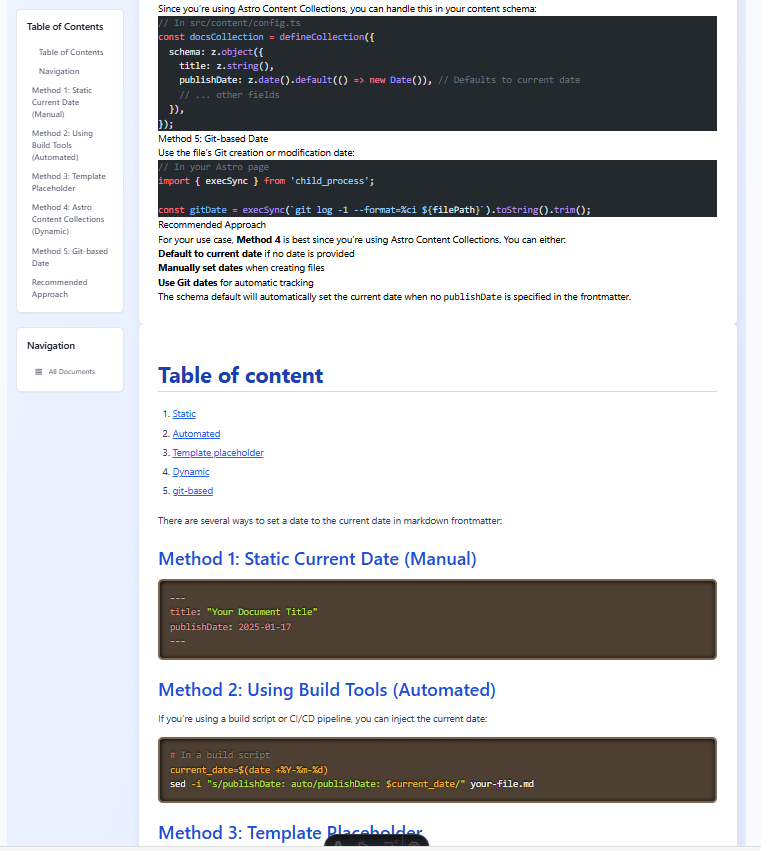 Table of Contents
Table of Contents
Navigation
Method 1: Static
Current Date
(Manual)
Method 2: Using
Build Tools
(Automated)
Method 3: Template
Placeholder
Method 4: Astro
Content Collections
(Dynamic)
Method 5: Git-based
Date
Recommended
Approach
Navigation
All Documents
Since you're using Astro Content Collections, you can handle this in your content schema:
// In src/content/config.ts
const docsCollection = defineCollection({
  schema: z.object({
    title: z.string(),
    publishDate: z.date().default(() => new Date()), // Defaults to current date
    // ... other fields
  }),
});
Method 5: Git-based Date
Use the file's Git creation or modification date:
// In your Astro page
import { execSync } from 'child_process';
const gitDate = execSync(`git log -1 --format=%ci ${filePath}`).toString().trim();
Recommended Approach
For your use case, Method 4 is best since you're using Astro Content Collections. You can either:
Default to current date if no date is provided
Manually set dates when creating files
Use Git dates for automatic tracking
The schema default will automatically set the current date when no publishDate is specified in the frontmatter.
Table of content
1. Static
2. Automated
3. Template placeholder
4. Dynamic
5. git-based
There are several ways to set a date to the current date in markdown frontmatter:
Method 1: Static Current Date (Manual)
---
title: "Your Document Title"
publishDate: 2025-01-17
---
Method 2: Using Build Tools (Automated)
If you're using a build script or CI/CD pipeline, you can inject the current date:
# In a build script
current_date=$(date +%Y-%m-%d)
sed -i "s/publishDate: auto/publishDate: $current_date/" your-file.md
Method 3: Template Placeholder